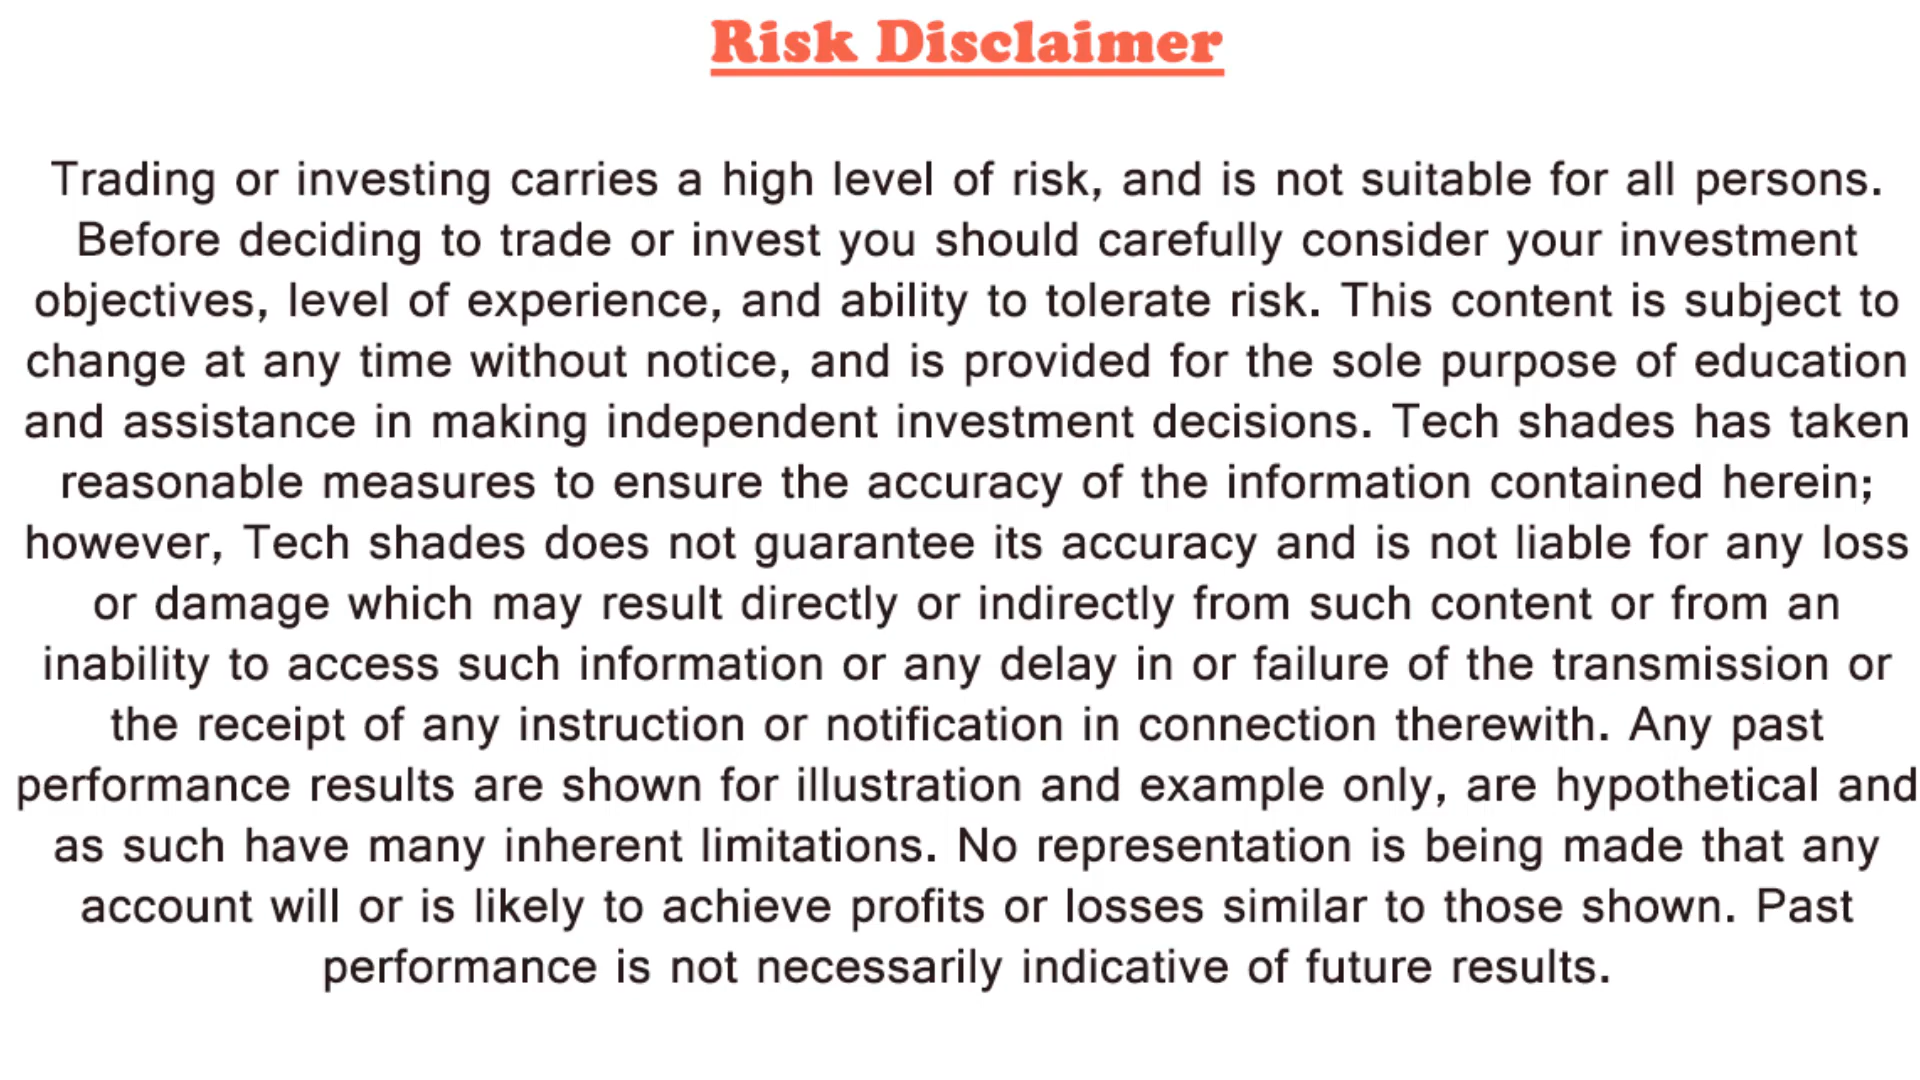 Risk Disclaimer
Trading or investing carries a high level of risk, and is not suitable for all persons.
Before deciding to trade or invest you should carefully consider your investment
objectives, level of experience, and ability to tolerate risk. This content is subject to
change at any time without notice, and is provided for the sole purpose of education
and assistance in making independent investment decisions. Tech shades has taken
reasonable measures to ensure the accuracy of the information contained herein;
however, Tech shades does not guarantee its accuracy and is not liable for any loss
or damage which may result directly or indirectly from such content or from an
inability to access such information or any delay in or failure of the transmission or
the receipt of any instruction or notification in connection therewith. Any past
performance results are shown for illustration and example only, are hypothetical and
as such have many inherent limitations. No representation is being made that any
account will or is likely to achieve profits or losses similar to those shown. Past
performance is not necessarily indicative of future results.